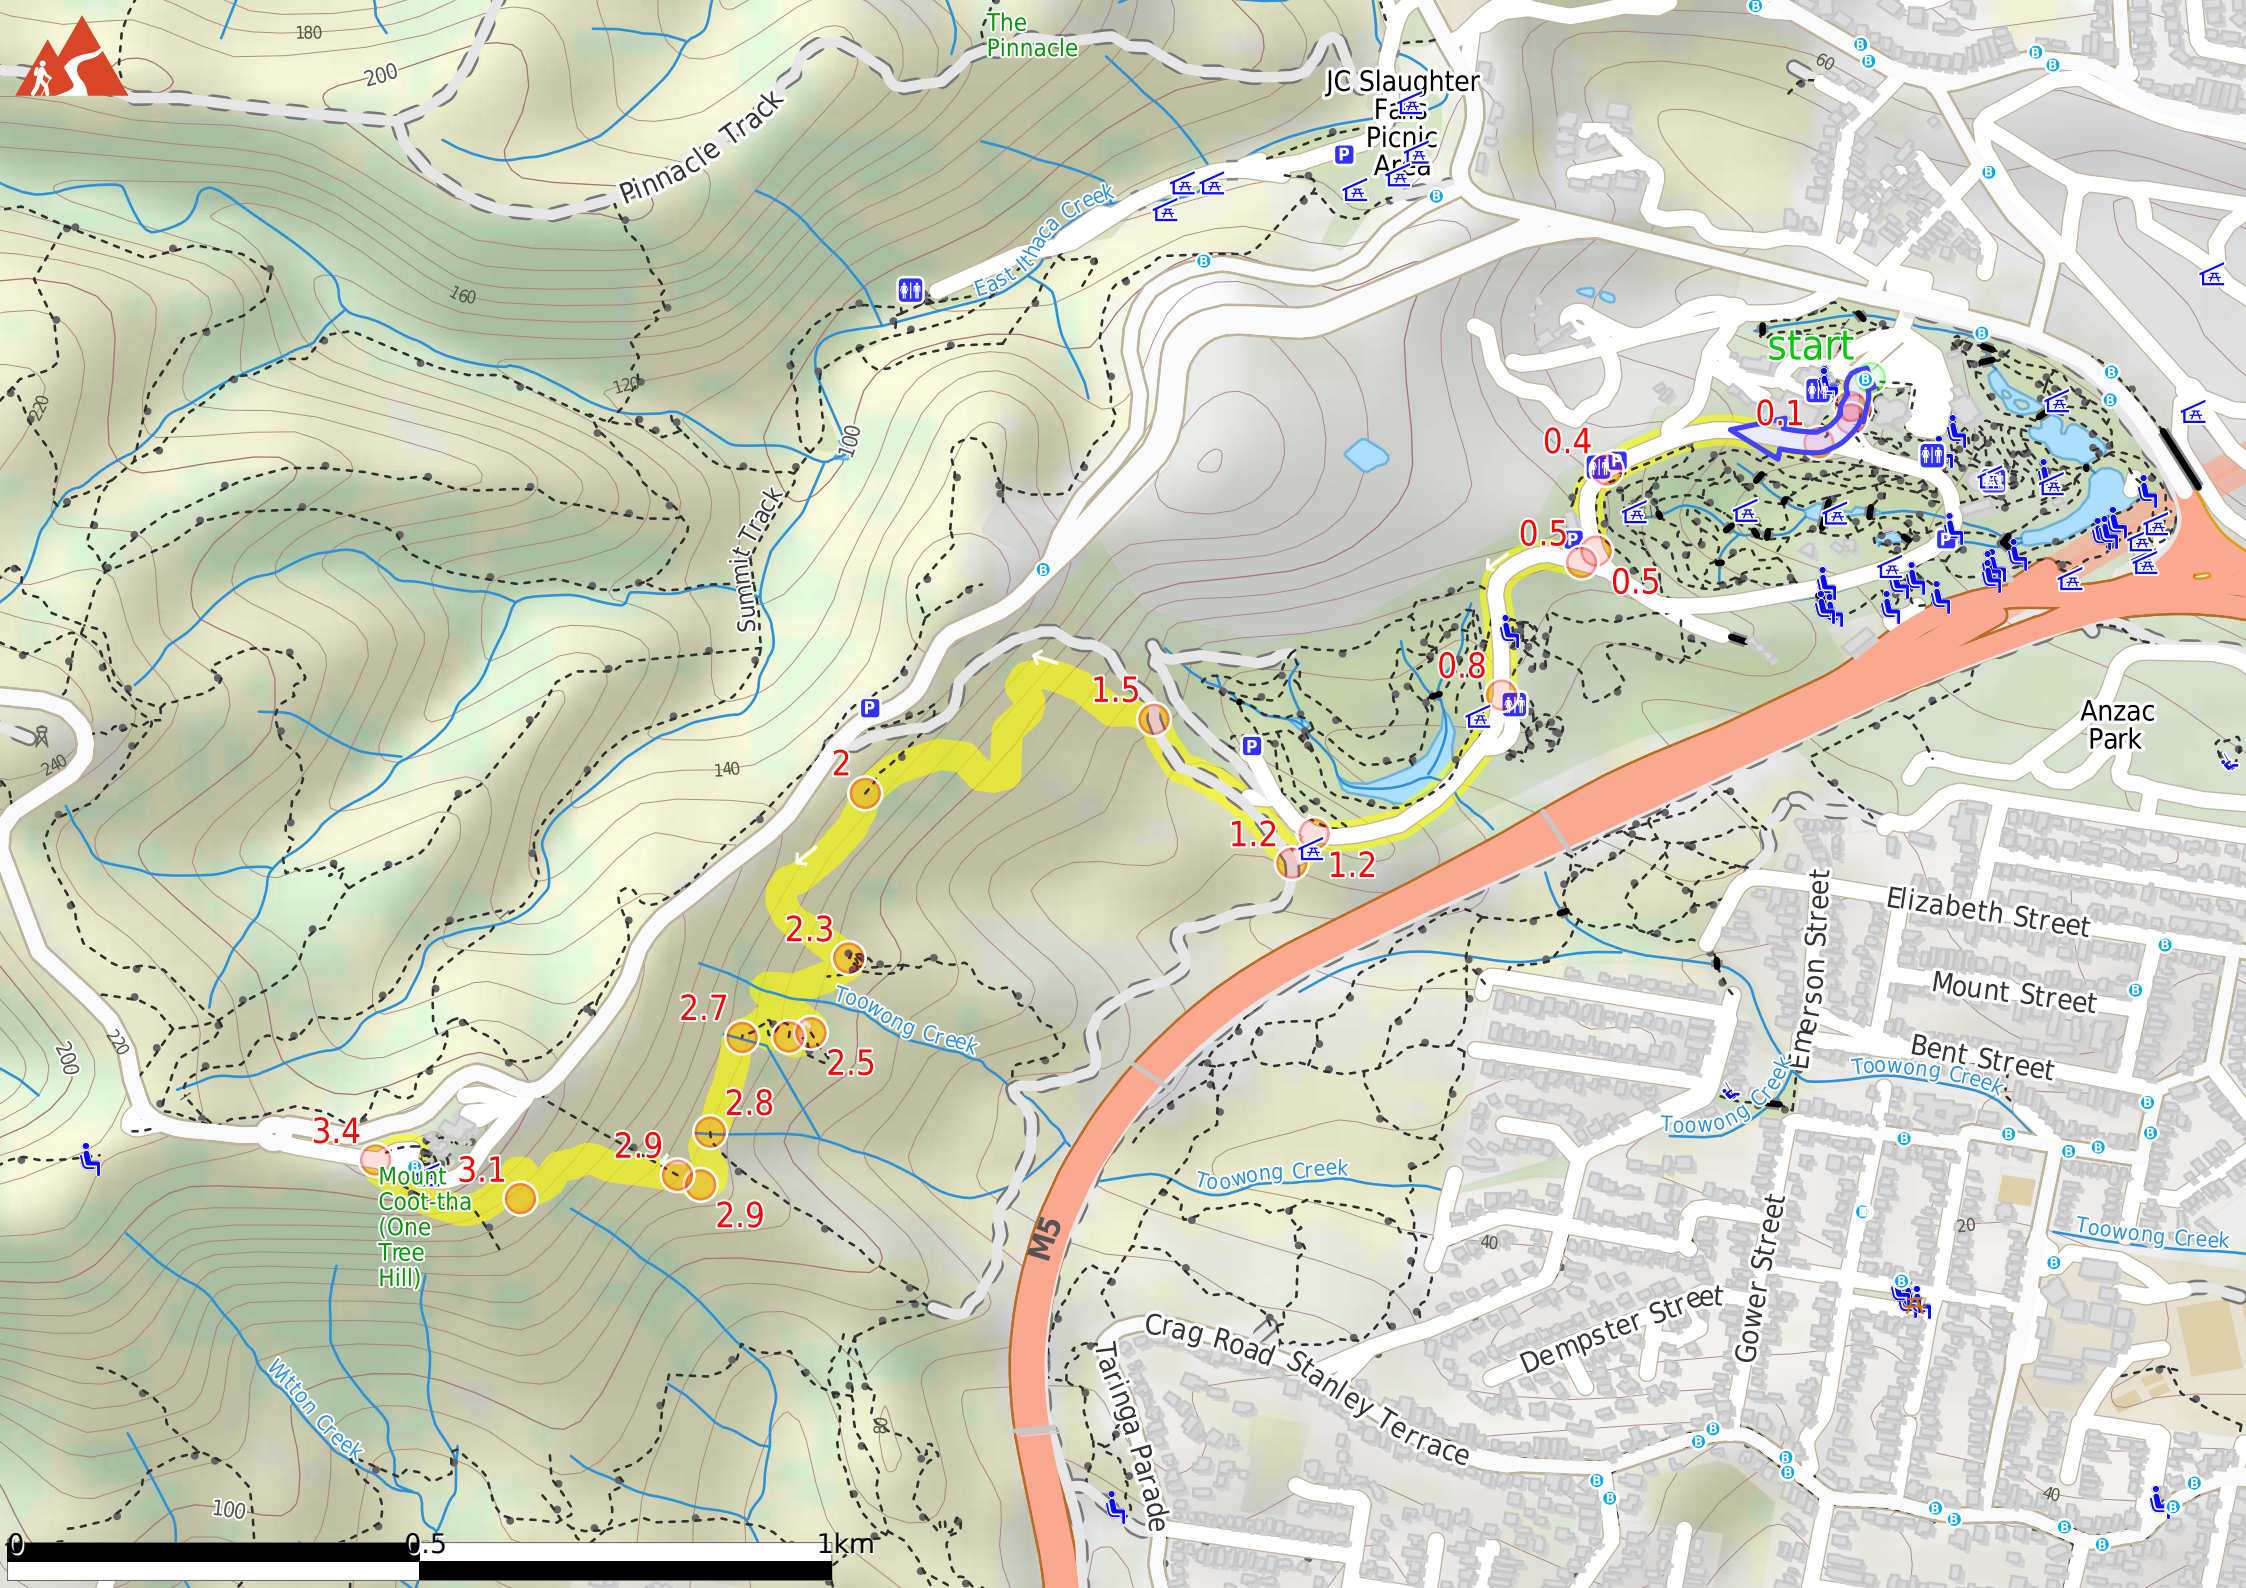 180
200
The
Pinnacle
Pinnacle Track
JC Slaughter
Falls
Picnic
Area
P
60
B
East Ithaca Creek
160
120
100
220
Summit Track
start
0.1
0.4
0.5
0.5
0.8
1.5
1.2
1.2
2
2.3
2.7
2.5
2.8
2.9
2.9
3.1
3.4
140
240
220
200
Toowong Creek
Mount
Coot-tha
(One
Tree
Hill)
Anzac
Park
Elizabeth Street
Mount Street
Emerson Street
Bent Street
Toowong Creek
Toowong Creek
Toowong Creek
Toowong Creek
M5
40
20
Gower Street
Dempster Street
Crag Road
Stanley Terrace
Taringa Parade
Witton Creek
80
100
40
0
0.5
1km